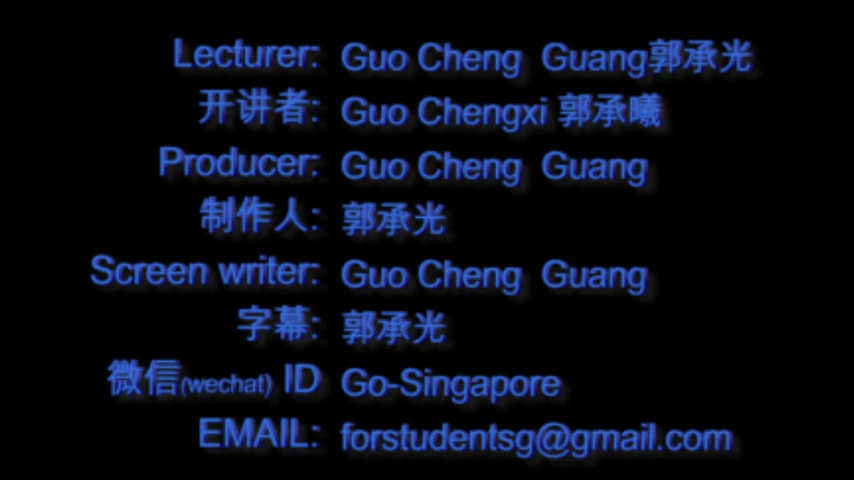 Lecturer: Guo Cheng Guang郭承光
开讲者: Guo Chengxi 郭承曦
Producer: Guo Cheng Guang
制作人: 郭承光
Screen writer: Guo Cheng Guang
字幕: 郭承光
微信(wechat) ID Go-Singapore
EMAIL: forstudentsg@gmail.com